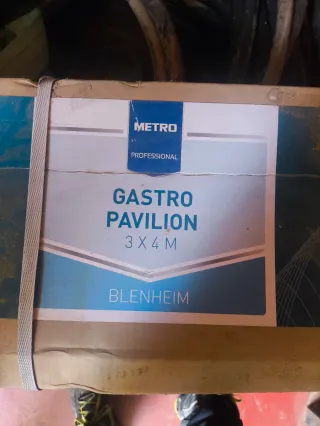 METRO
PROFESSIONAL
GASTRO
PAVILION
3 X 4 M
BLENHEIM